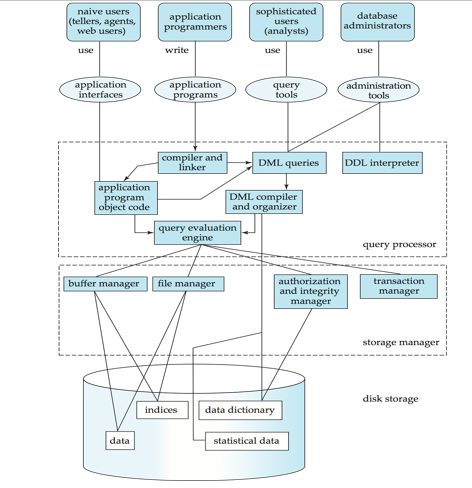 naive users
(tellers, agents,
web users)
application
programmers
sophisticated
users
(analysts)
database
administrators
use
write
use
use
application
interfaces
application
programs
query
tools
administration
tools
compiler and
linker
DML queries
DDL interpreter
application
program
object code
DML compiler
and organizer
query evaluation
engine
query processor
buffer manager
file manager
authorization
and integrity
manager
transaction
manager
storage manager
disk storage
indices
data dictionary
data
statistical data